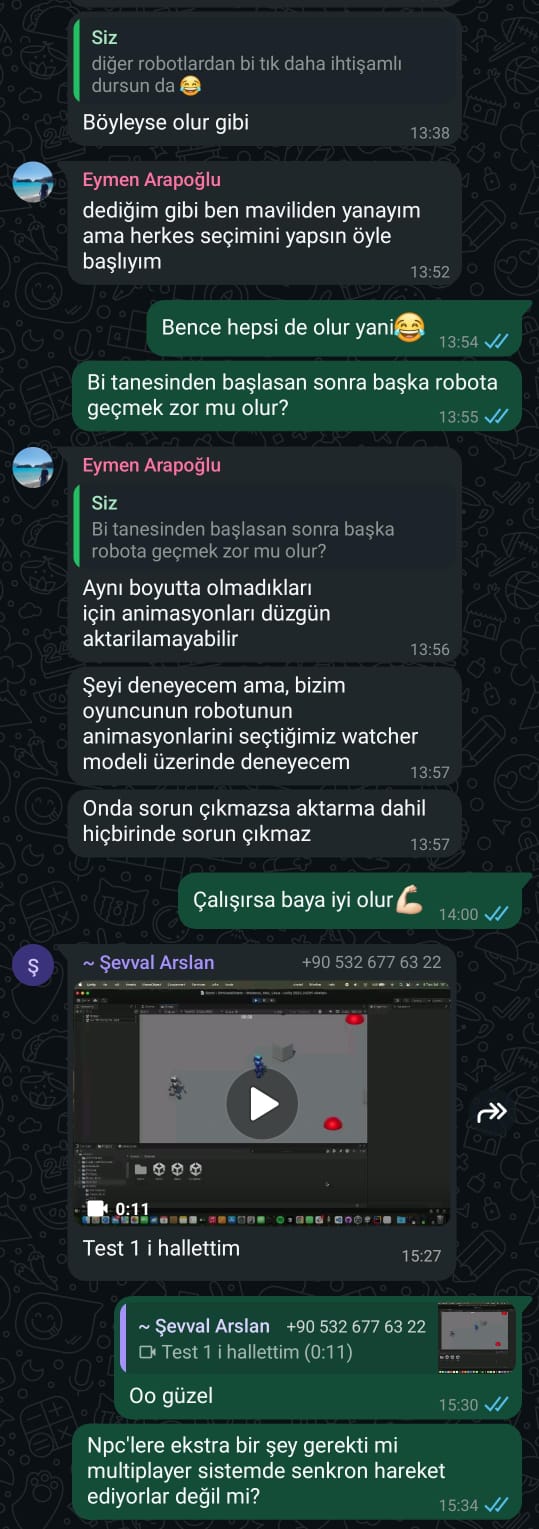 Siz
diğer robotlardan bi tık daha ihtişamlı
dursun da 😂
Böyleyse olur gibi
13:38
Eymen Arapoğlu
dediğim gibi ben maviliden yanayım
ama herkes seçimini yapsın öyle
başlıyım
13:52
Bence hepsi de olur yani😂
13:54
Bi tanesinden başlasan sonra başka robota
geçmek zor mu olur?
13:55
Eymen Arapoğlu
Siz
Bi tanesinden başlasan sonra başka
robota geçmek zor mu olur?
Aynı boyutta olmadıkları
için animasyonları düzgün
aktarilamayabilir
13:56
Şeyi deneyecem ama, bizim
oyuncunun robotunun
animasyonlarini seçtiğimiz watcher
modeli üzerinde deneyecem
13:57
Onda sorun çıkmazsa aktarma dahil
hiçbirinde sorun çıkmaz
13:57
Çalışırsa baya iyi olur💪🏻
14:00
Ş
~ Şevval Arslan +90 532 677 63 22
0:11
Test 1 i hallettim
15:27
~ Şevval Arslan +90 532 677 63 22
Test 1 i hallettim (0:11)
Oo güzel
15:30
Npc'lere ekstra bir şey gerekti mi
multiplayer sistemde senkron hareket
ediyorlar değil mi?
15:34